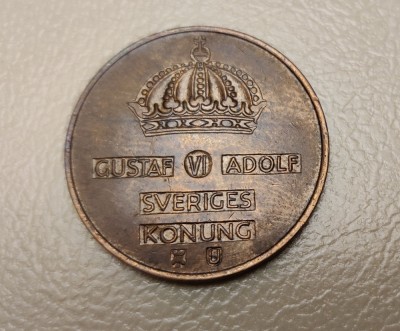 GUSTAF VI ADOLF
SVERIGES
KONUNG
U